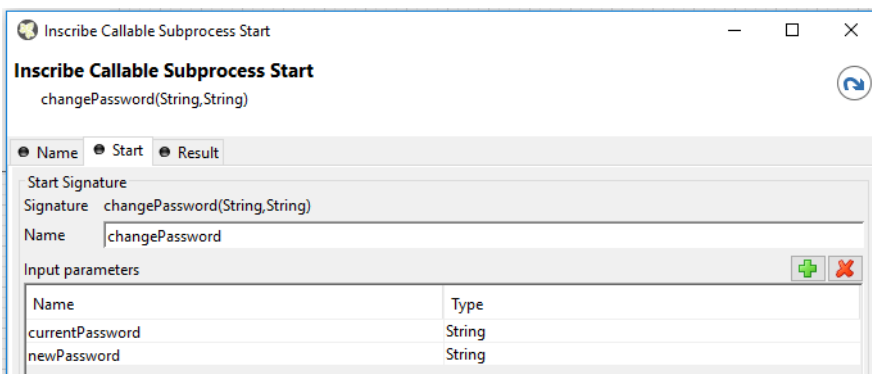 Inscribe Callable Subprocess Start
Inscribe Callable Subprocess Start
changePassword(String,String)
Name Start Result
Start Signature
Signature changePassword(String,String)
Name changePassword
Input parameters
Name Type
currentPassword String
newPassword String